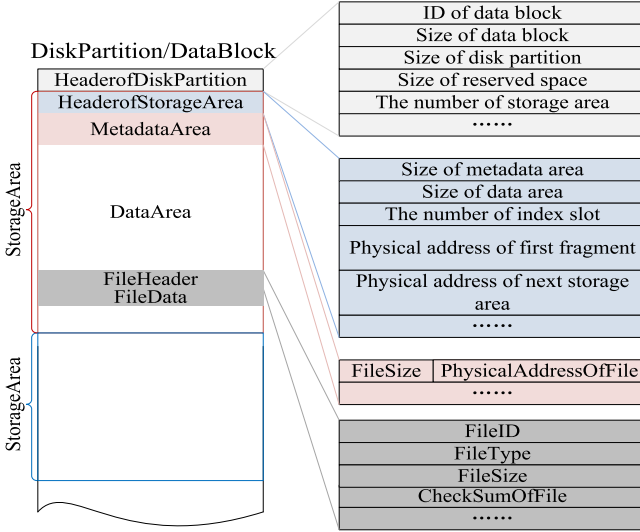 DiskPartition/DataBlock
HeaderofDiskPartition
HeaderofStorageArea
MetadataArea
DataArea
FileHeader
FileData
StorageArea
StorageArea
ID of data block
Size of data block
Size of disk partition
Size of reserved space
The number of storage area
……
Size of metadata area
Size of data area
The number of index slot
Physical address of first fragment
Physical address of next storage
area
……
FileSize PhysicalAddressOfFile
……
FileID
FileType
FileSize
CheckSumOfFile
……